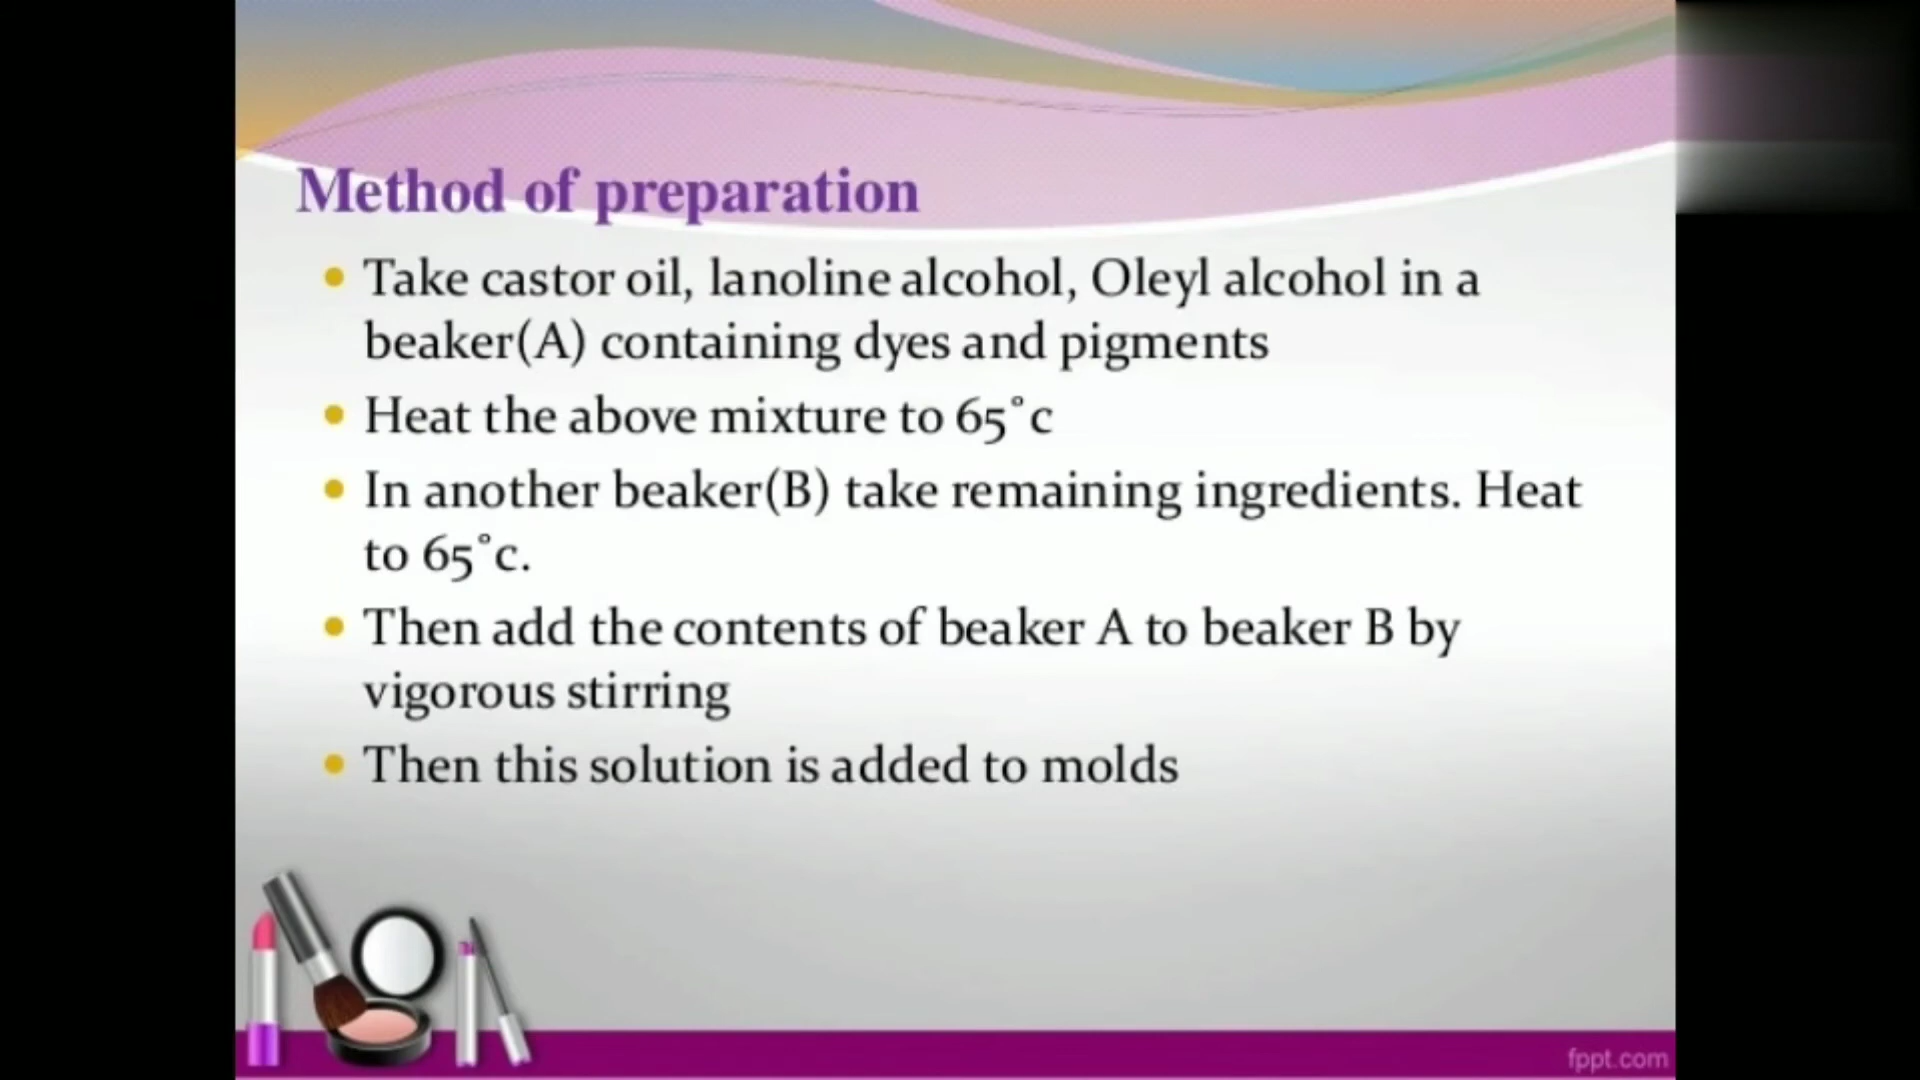 Method of preparation
• Take castor oil, lanoline alcohol, Oleyl alcohol in a
beaker(A) containing dyes and pigments
• Heat the above mixture to 65°c
• In another beaker(B) take remaining ingredients. Heat
to 65°c.
• Then add the contents of beaker A to beaker B by
vigorous stirring
• Then this solution is added to molds
fppt.com